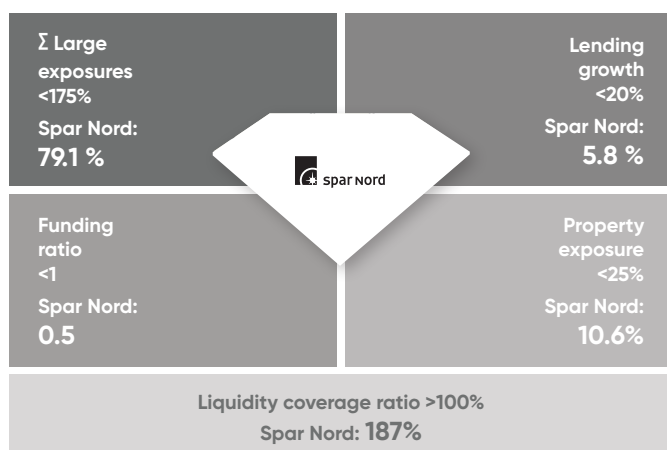 Σ Large
exposures
<175%
Spar Nord:
79.1 %
Lending
growth
<20%
Spar Nord:
5.8 %
spar nord
Funding
ratio
<1
Spar Nord:
0.5
Property
exposure
<25%
Spar Nord:
10.6%
Liquidity coverage ratio >100%
Spar Nord: 187%